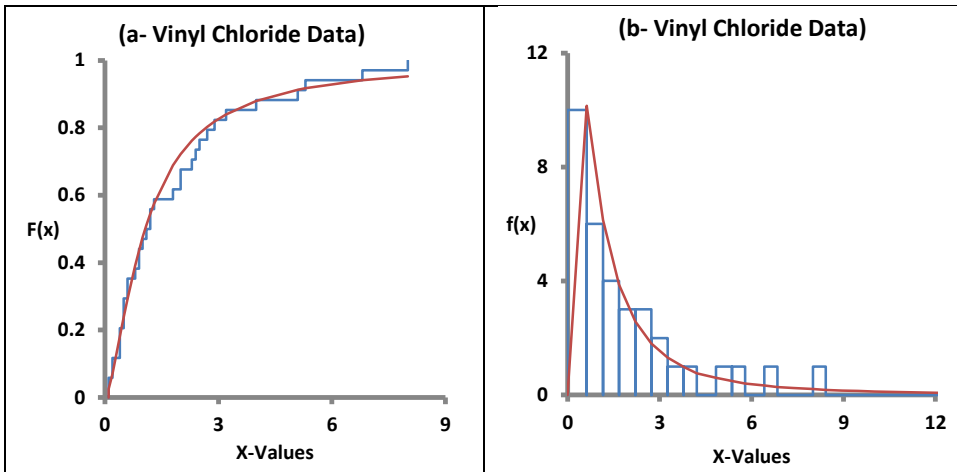 (a- Vinyl Chloride Data)
1
0.8
0.6
F(x)
0.4
0.2
0
0 3 6 9
X-Values
(b- Vinyl Chloride Data)
12
8
f(x)
4
0
0 3 6 9 12
X-Values